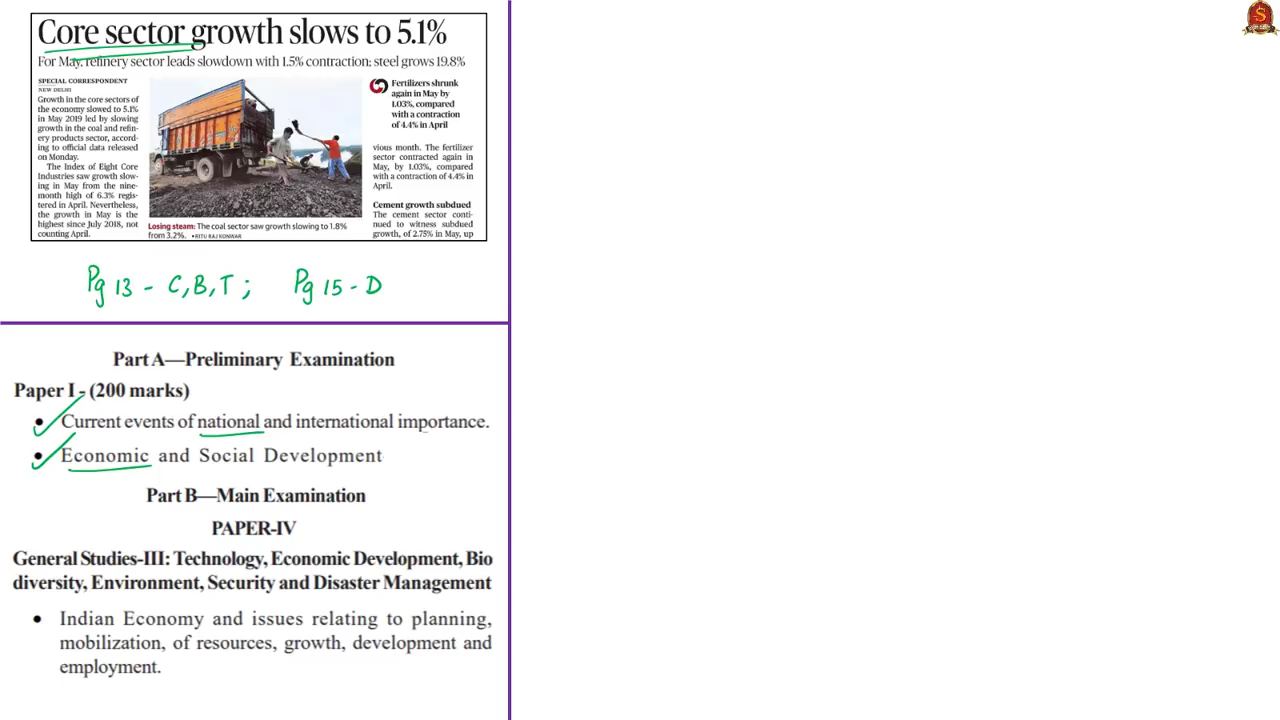 Core sector growth slows to 5.1%
For May, refinery sector leads slowdown with 1.5% contraction; steel grows 19.8%
SPECIAL CORRESPONDENT
NEW DELHI
Growth in the core sectors of
the economy slowed to 5.1%
in May 2019 led by slowing
growth in the coal and refin-
ery products sector, accord-
ing to official data released
on Monday.
The Index of Eight Core
Industries saw growth slow-
ing in May from the nine-
month high of 6.3% regis-
tered in April. Nevertheless,
the growth in May is the
highest since July 2018, not
counting April.
Losing steam: The coal sector saw growth slowing to 1.8%
from 3.2%. • RITU RAJ KONWAR
Fertilizers shrunk
again in May by
1.03%, compared
with a contraction
of 4.4% in April
vious month. The fertilizer
sector contracted again in
May, by 1.03%, compared
with a contraction of 4.4% in
April.
Cement growth subdued
The cement sector conti-
nued to witness subdued
growth, of 2.75% in May, up
Pg 13 - C, B, T ; Pg 15 - D
Part A—Preliminary Examination
Paper I - (200 marks)
• Current events of national and international importance.
• Economic and Social Development
Part B—Main Examination
PAPER-IV
General Studies-III: Technology, Economic Development, Bio
diversity, Environment, Security and Disaster Management
• Indian Economy and issues relating to planning,
mobilization, of resources, growth, development and
employment.